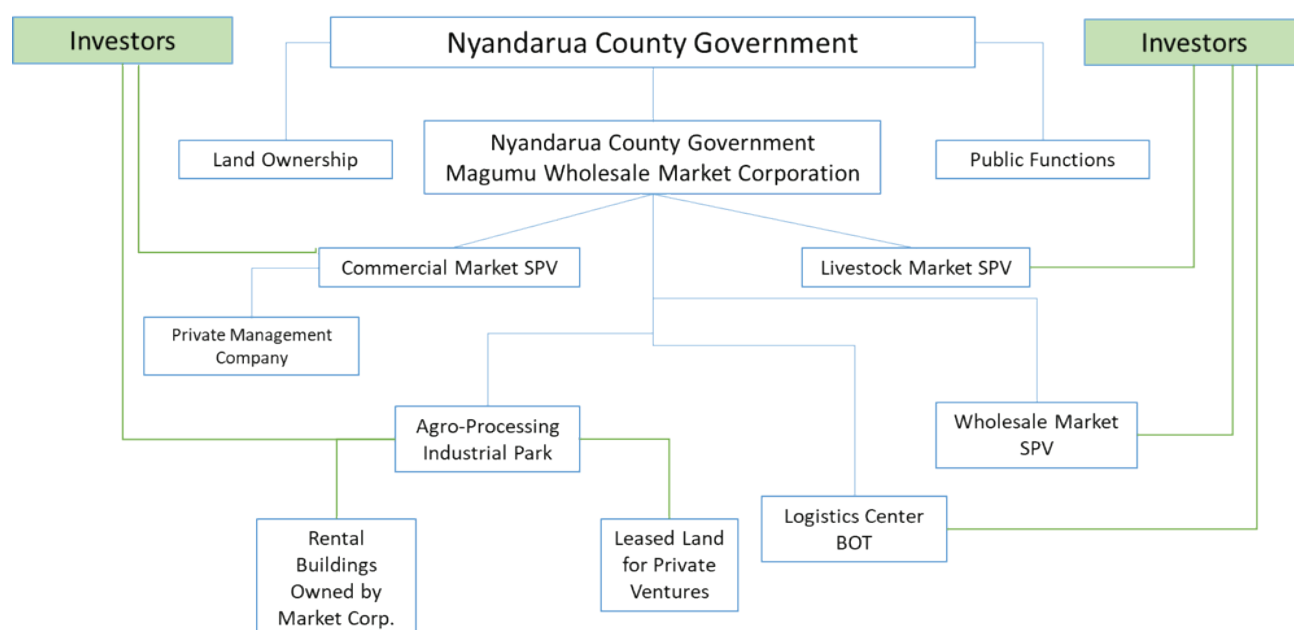 Investors
Nyandarua County Government
Investors
Land Ownership
Nyandarua County Government
Magumu Wholesale Market Corporation
Public Functions
Commercial Market SPV
Livestock Market SPV
Private Management
Company
Agro-Processing
Industrial Park
Wholesale Market
SPV
Logistics Center
BOT
Rental
Buildings
Owned by
Market Corp.
Leased Land
for Private
Ventures